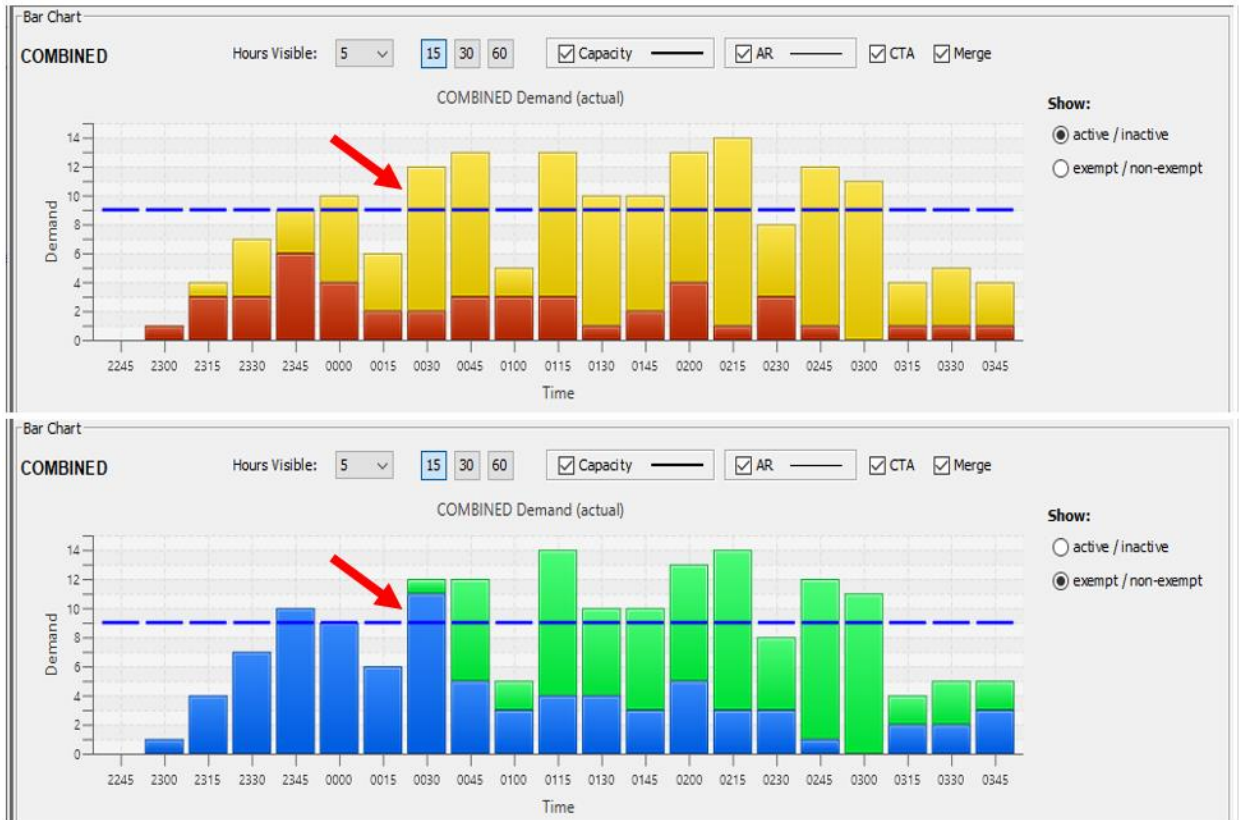 Bar Chart
COMBINED Hours Visible: 5 15 30 60 Capacity AR CTA Merge
COMBINED Demand (actual)
Show:
active / inactive
exempt / non-exempt
Demand
14
12
10
8
6
4
2
0
2245 2300 2315 2330 2345 0000 0015 0030 0045 0100 0115 0130 0145 0200 0215 0230 0245 0300 0315 0330 0345
Time
Bar Chart
COMBINED Hours Visible: 5 15 30 60 Capacity AR CTA Merge
COMBINED Demand (actual)
Show:
active / inactive
exempt / non-exempt
Demand
14
12
10
8
6
4
2
0
2245 2300 2315 2330 2345 0000 0015 0030 0045 0100 0115 0130 0145 0200 0215 0230 0245 0300 0315 0330 0345
Time